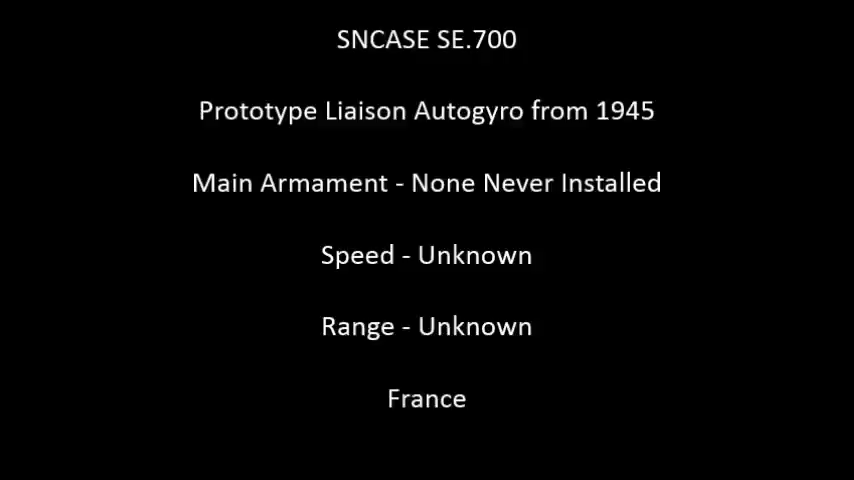 SNCASE SE.700
Prototype Liaison Autogyro from 1945
Main Armament - None Never Installed
Speed - Unknown
Range - Unknown
France